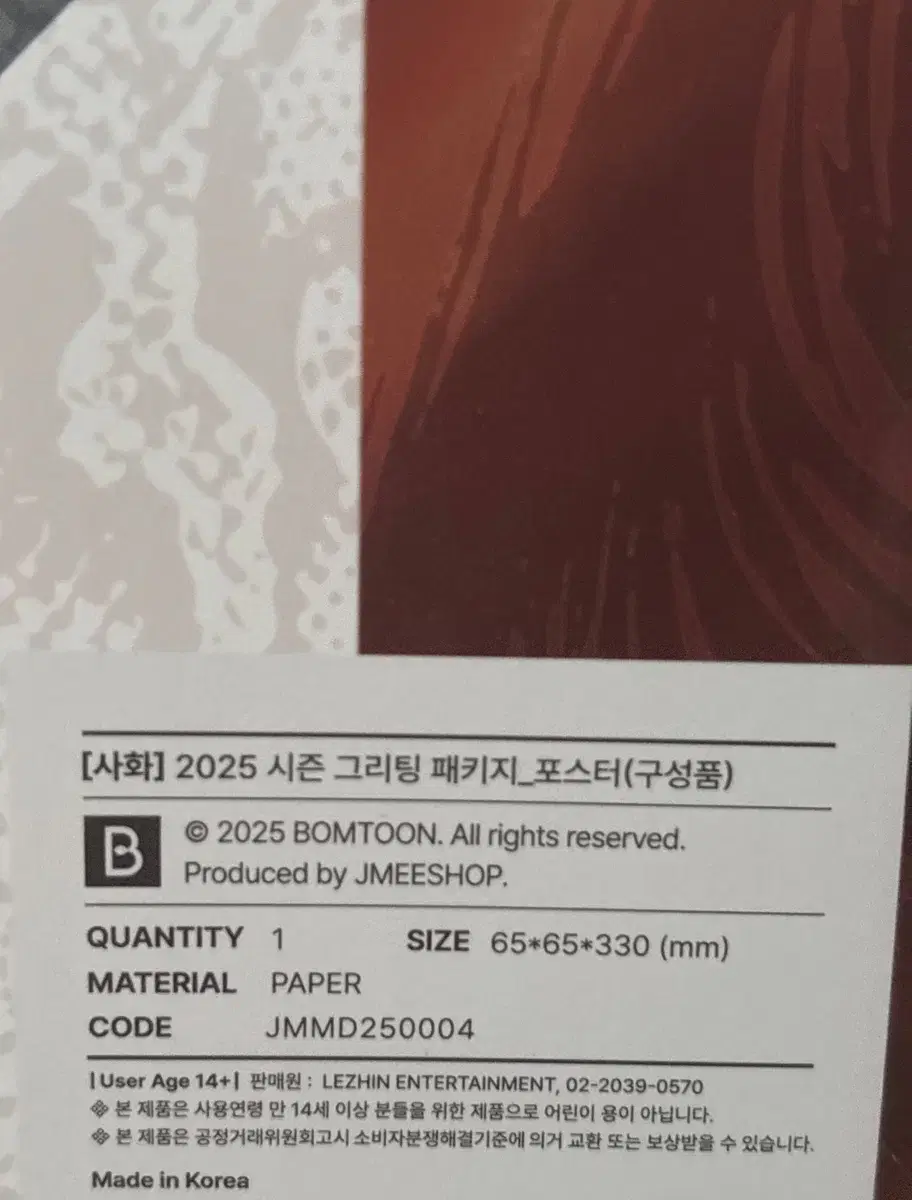 [사화] 2025 시즌 그리팅 패키지_포스터(구성품)
B © 2025 BOMTOON. All rights reserved.
Produced by JMEESHOP.
QUANTITY 1 SIZE 65*65*330 (mm)
MATERIAL PAPER
CODE JMMD250004
|User Age 14+| 판매원 : LEZHIN ENTERTAINMENT, 02-2039-0570
※ 본 제품은 사용연령 만 14세 이상 분들을 위한 제품으로 어린이 용이 아닙니다.
※ 본 제품은 공정거래위원회고시 소비자분쟁해결기준에 의거 교환 또는 보상받을 수 있습니다.
Made in Korea